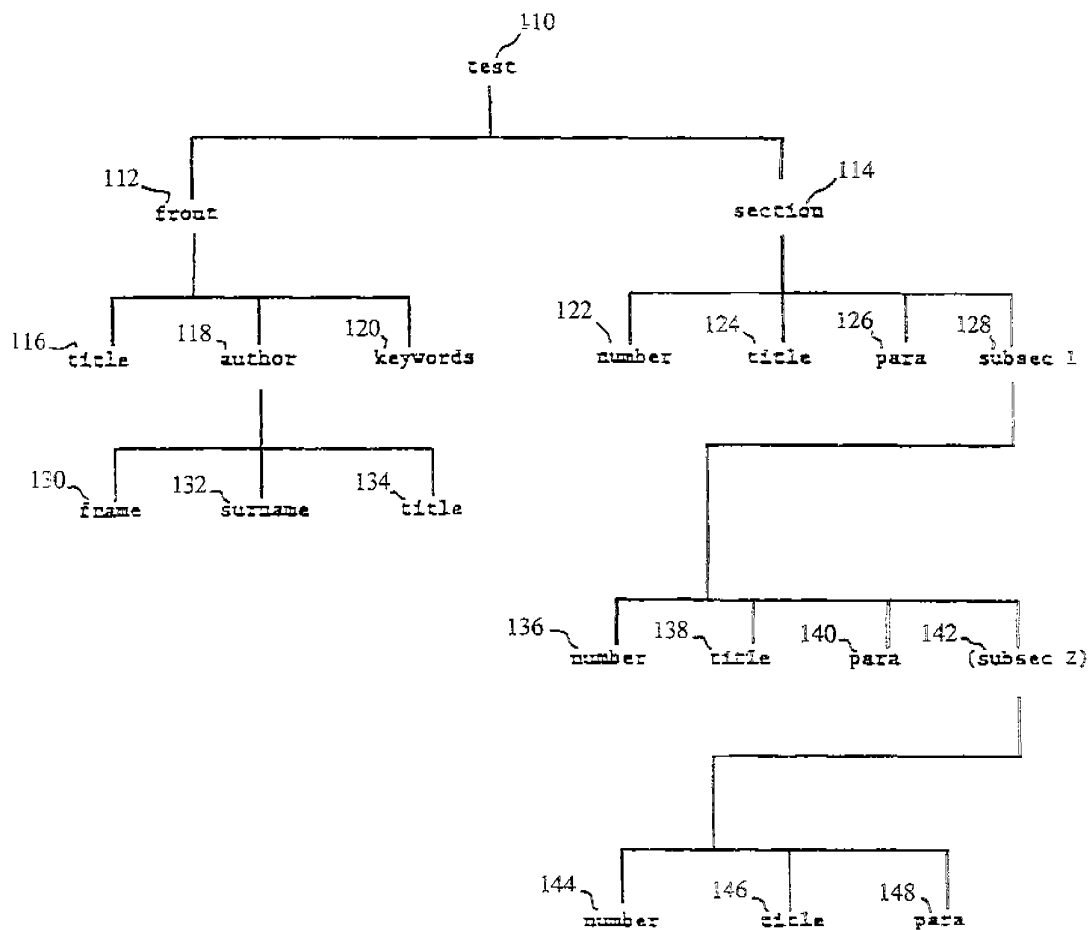 110
test
112
front
114
section
116
title
118
author
120
keywords
122
number
124
title
126
para
128
subsec 1
130
fname
132
surname
134
title
136
number
138
title
140
para
142
(subsec 2)
144
number
146
title
148
para